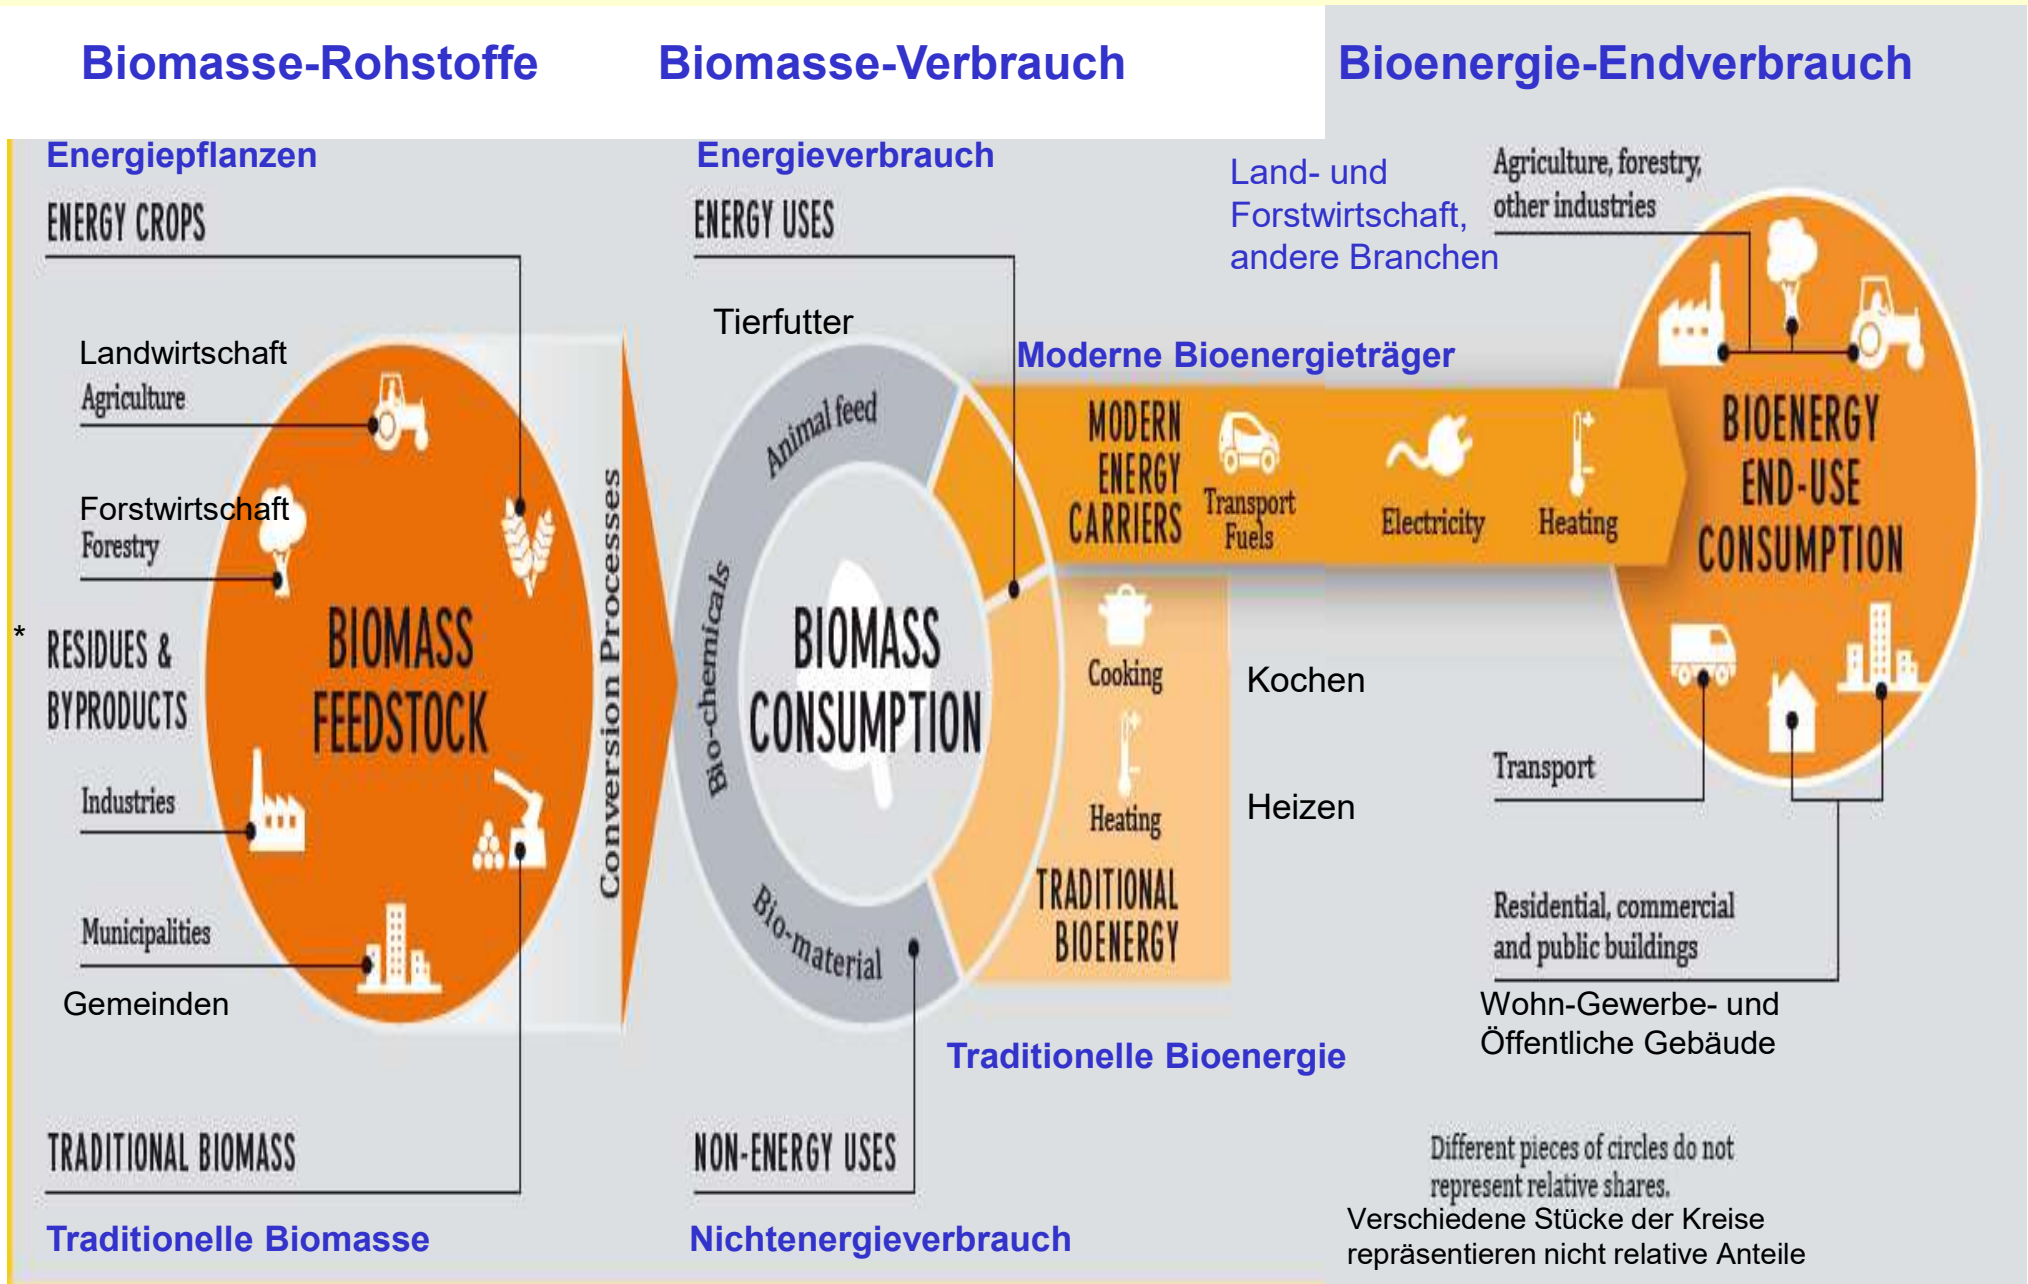 Biomasse-Rohstoffe
Biomasse-Verbrauch
Bioenergie-Endverbrauch
Energiepflanzen
ENERGY CROPS
Landwirtschaft
Agriculture
Forstwirtschaft
Forestry
*
RESIDUES &
BYPRODUCTS
Industries
Municipalities
Gemeinden
TRADITIONAL BIOMASS
Traditionelle Biomasse
BIOMASS
FEEDSTOCK
Conversion Processes
Energieverbrauch
ENERGY USES
Tierfutter
Animal feed
Bio-chemicals
Bio-material
BIOMASS
CONSUMPTION
NON-ENERGY USES
Nichtenergieverbrauch
Moderne Bioenergieträger
MODERN
ENERGY
CARRIERS
Transport
Fuels
Electricity
Heating
Cooking
Kochen
Heating
Heizen
TRADITIONAL
BIOENERGY
Traditionelle Bioenergie
Land- und
Forstwirtschaft,
andere Branchen
Agriculture, forestry,
other industries
BIOENERGY
END-USE
CONSUMPTION
Transport
Residential, commercial
and public buildings
Wohn-Gewerbe- und
Öffentliche Gebäude
Different pieces of circles do not
represent relative shares.
Verschiedene Stücke der Kreise
repräsentieren nicht relative Anteile